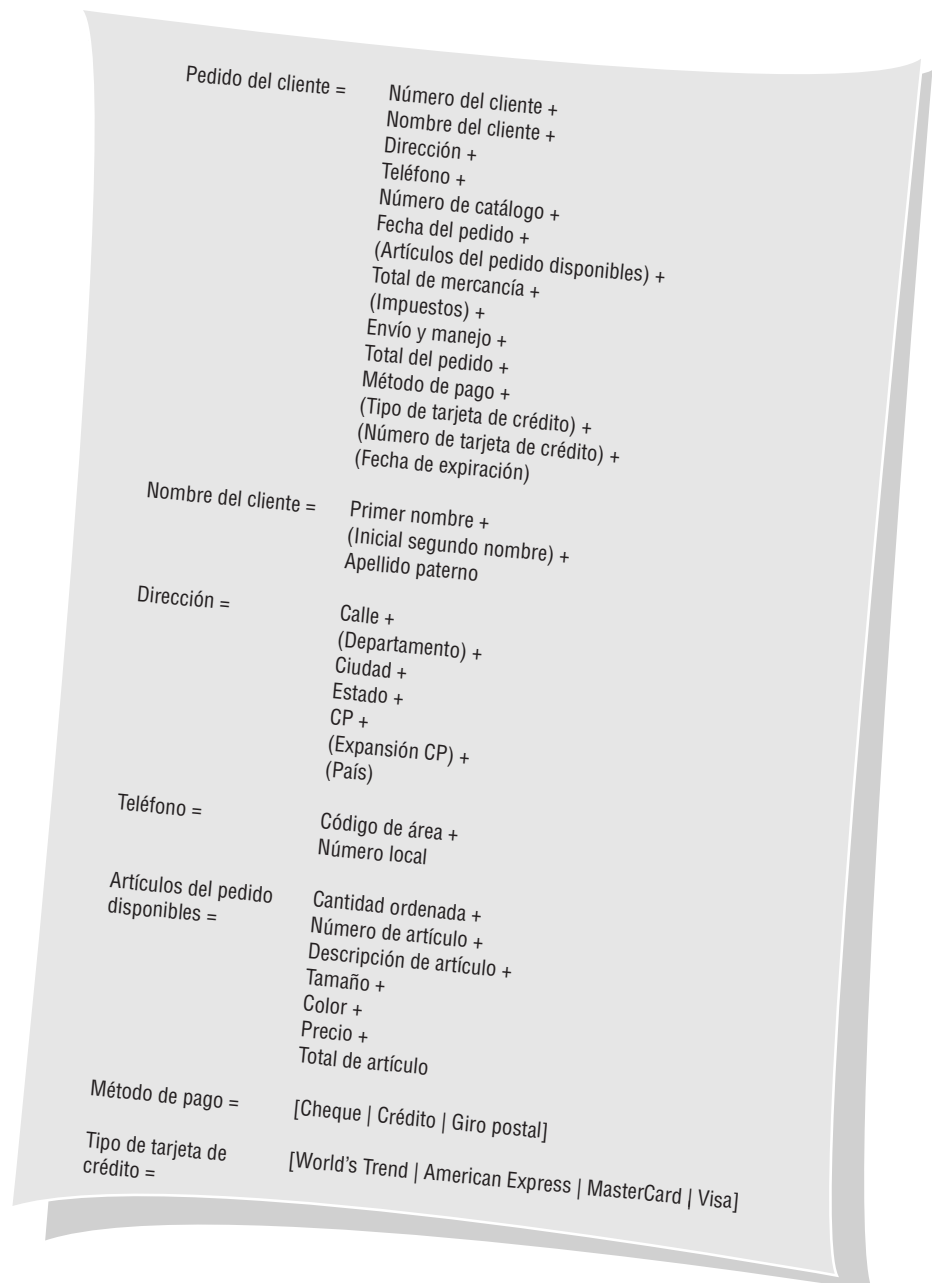 Pedido del cliente = Número del cliente +
Nombre del cliente +
Dirección +
Teléfono +
Número de catálogo +
Fecha del pedido +
(Artículos del pedido disponibles) +
Total de mercancía +
(Impuestos) +
Envío y manejo +
Total del pedido +
Método de pago +
(Tipo de tarjeta de crédito) +
(Número de tarjeta de crédito) +
(Fecha de expiración)
Nombre del cliente = Primer nombre +
(Inicial segundo nombre) +
Apellido paterno
Dirección = Calle +
(Departamento) +
Ciudad +
Estado +
CP +
(Expansión CP) +
(País)
Teléfono = Código de área +
Número local
Artículos del pedido
disponibles = Cantidad ordenada +
Número de artículo +
Descripción de artículo +
Tamaño +
Color +
Precio +
Total de artículo
Método de pago = [Cheque | Crédito | Giro postal]
Tipo de tarjeta de
crédito = [World's Trend | American Express | MasterCard | Visa]